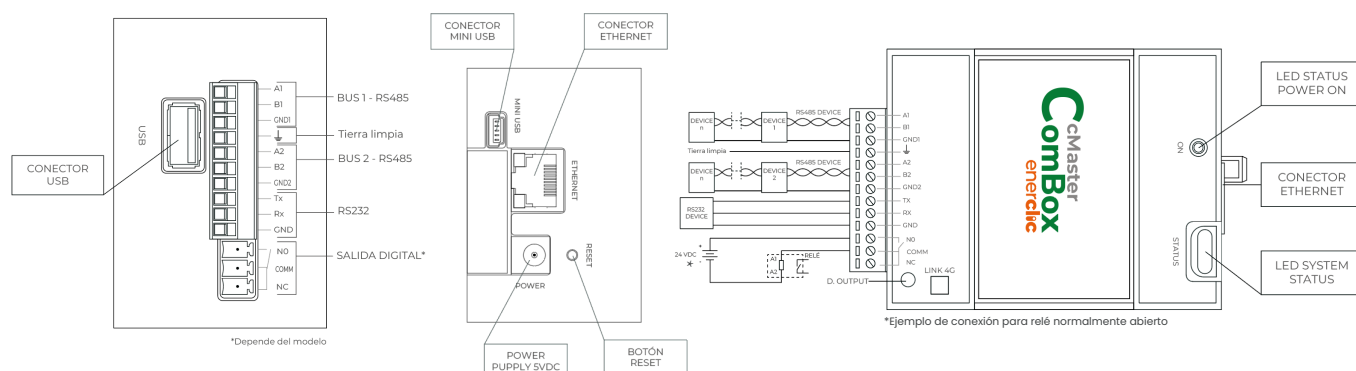 USB
CONECTOR
USB
A1
B1
GND1
A2
B2
GND2
Tx
Rx
GND
NO
COMM
NC
BUS 1 - RS485
Tierra limpia
BUS 2 - RS485
RS232
SALIDA DIGITAL*
*Depende del modelo
CONECTOR
MINI USB
CONECTOR
ETHERNET
MINI USB
ETHERNET
RESET
POWER
POWER
PUPPLY 5VDC
BOTÓN
RESET
DEVICE
n
DEVICE
1
RS485 DEVICE
Tierra limpia
DEVICE
n
DEVICE
2
RS485 DEVICE
RS232
DEVICE
24 VDC
*
+
-
A1
A2
RELÉ
D. OUTPUT
LINK 4G
A1
B1
GND1
A2
B2
GND2
TX
RX
GND
NO
COMM
NC
cMaster
ComBox
enerclic
ON
STATUS
LED STATUS
POWER ON
CONECTOR
ETHERNET
LED SYSTEM
STATUS
*Ejemplo de conexión para relé normalmente abierto